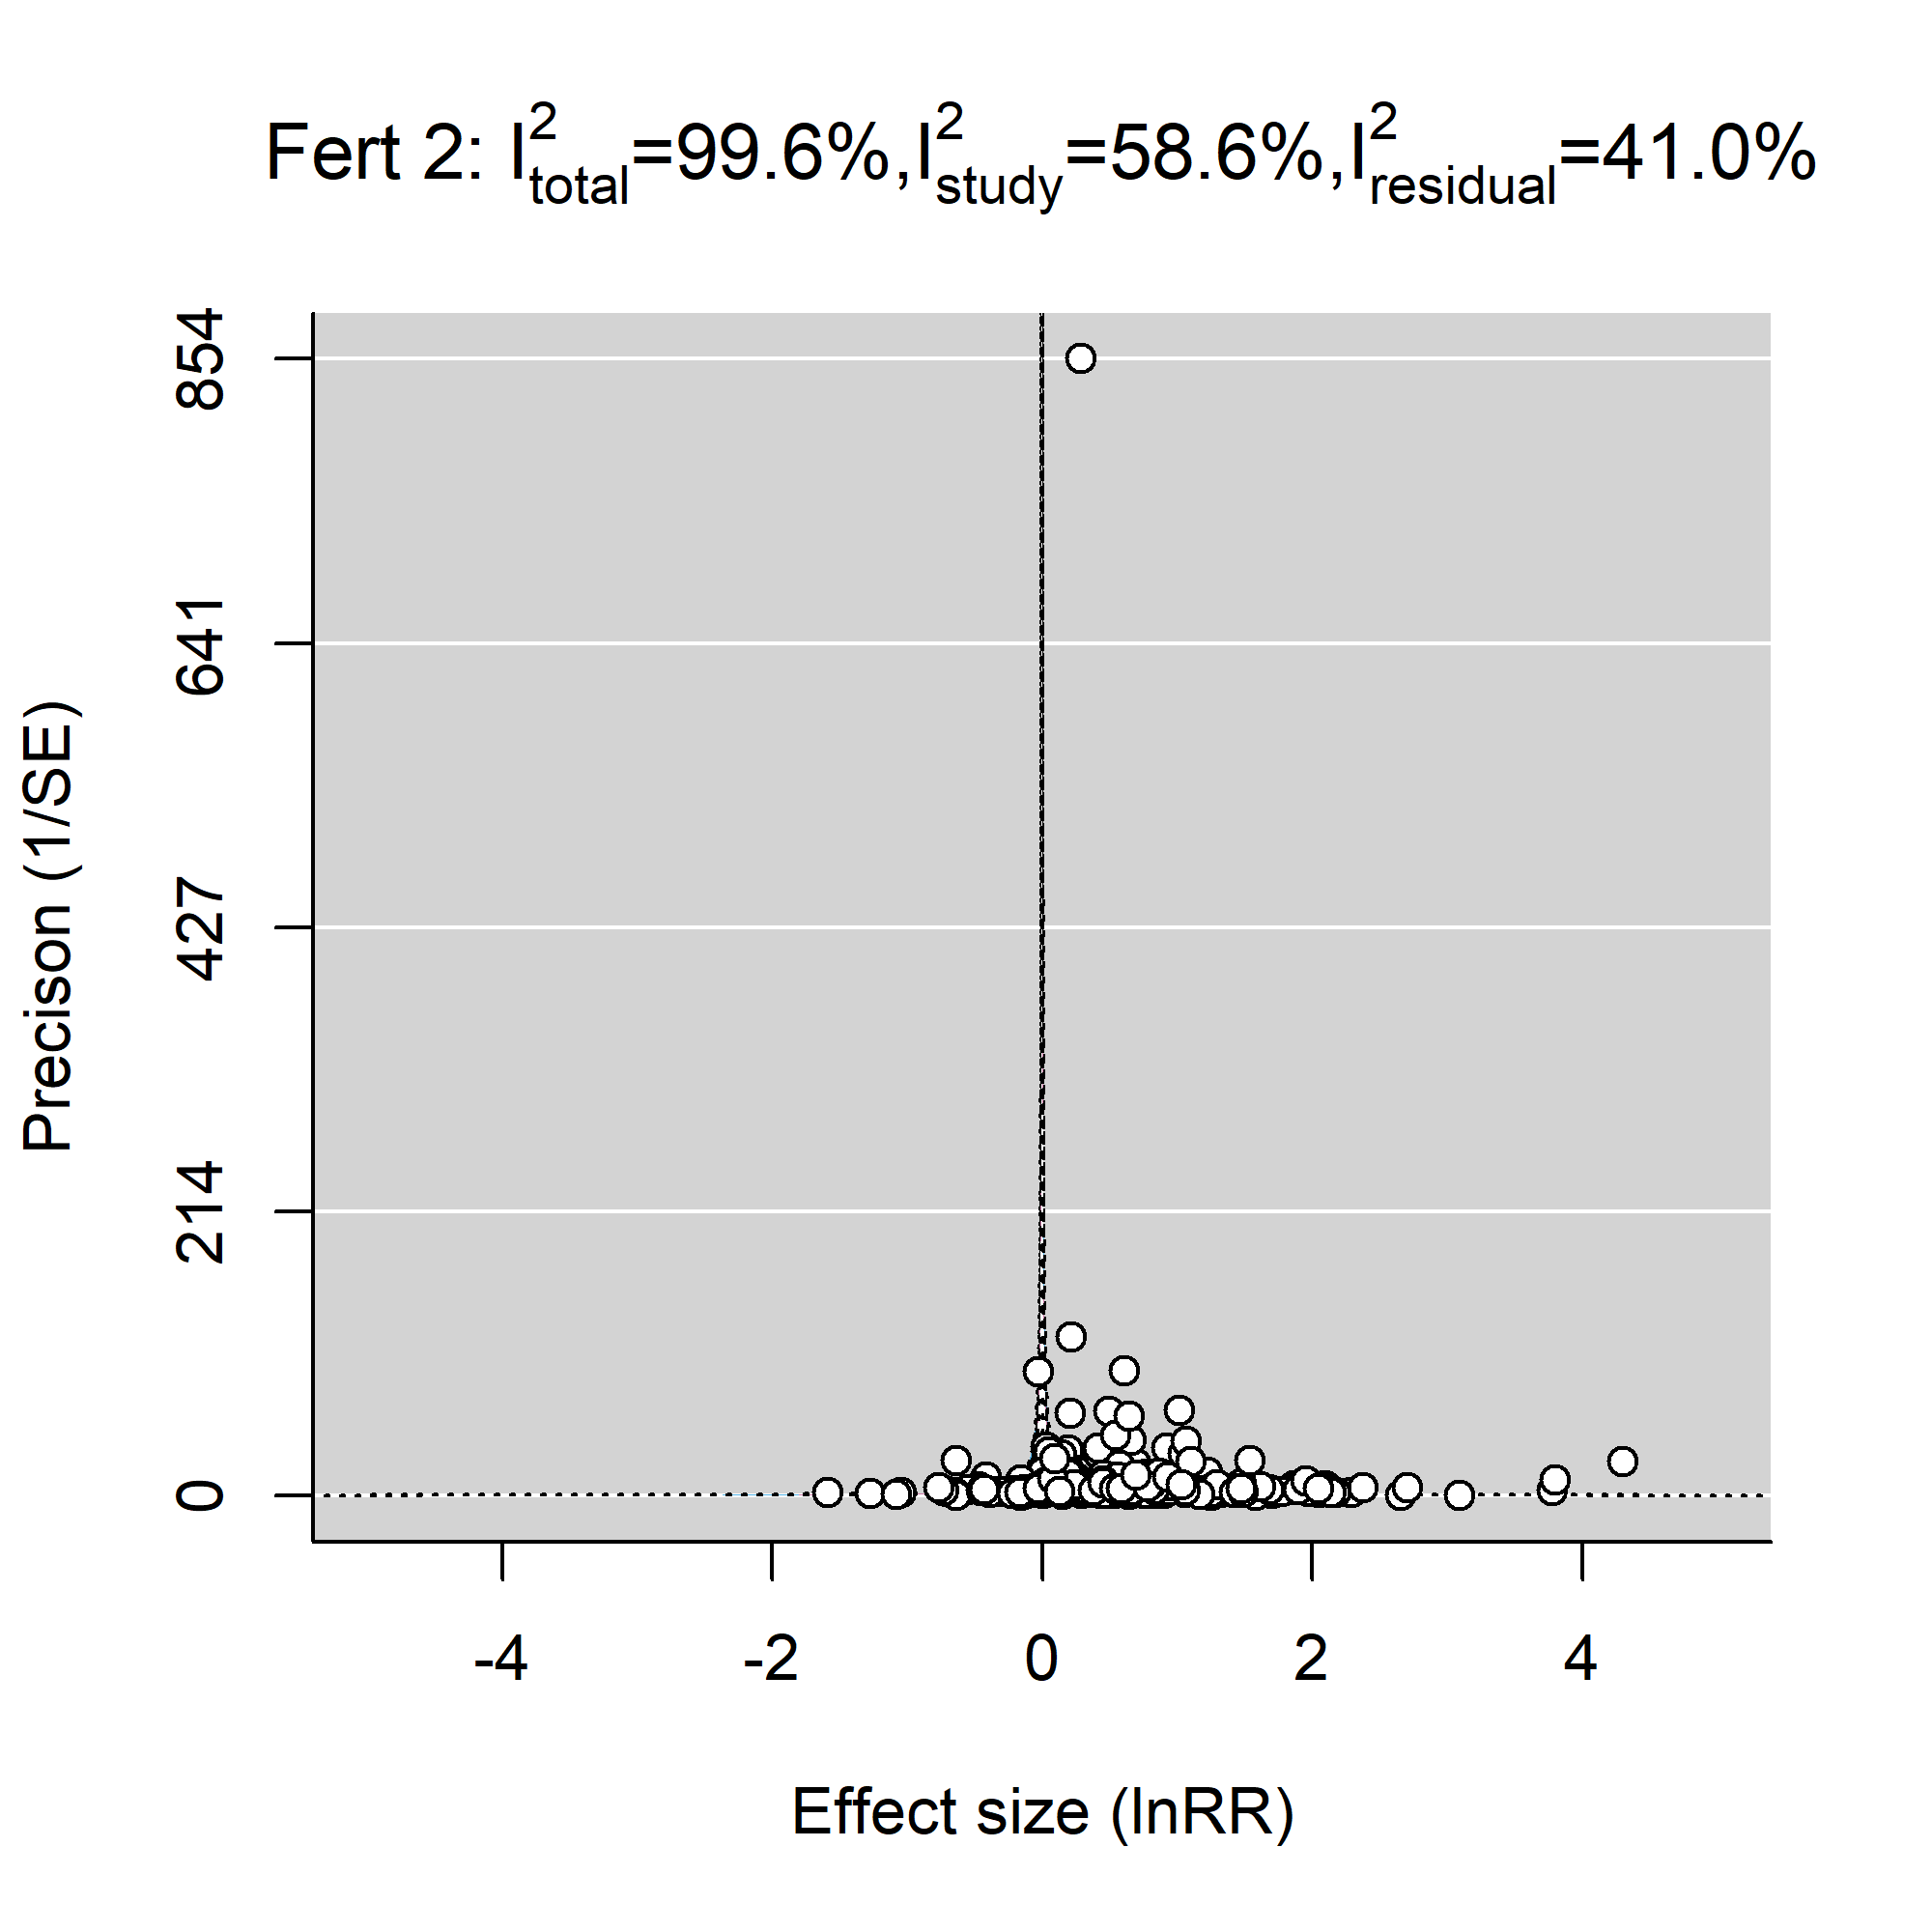 Fert 2: I²total=99.6%,I²study=58.6%,I²residual=41.0%
854
641
427
214
0
Precison (1/SE)
-4 -2 0 2 4
Effect size (lnRR)